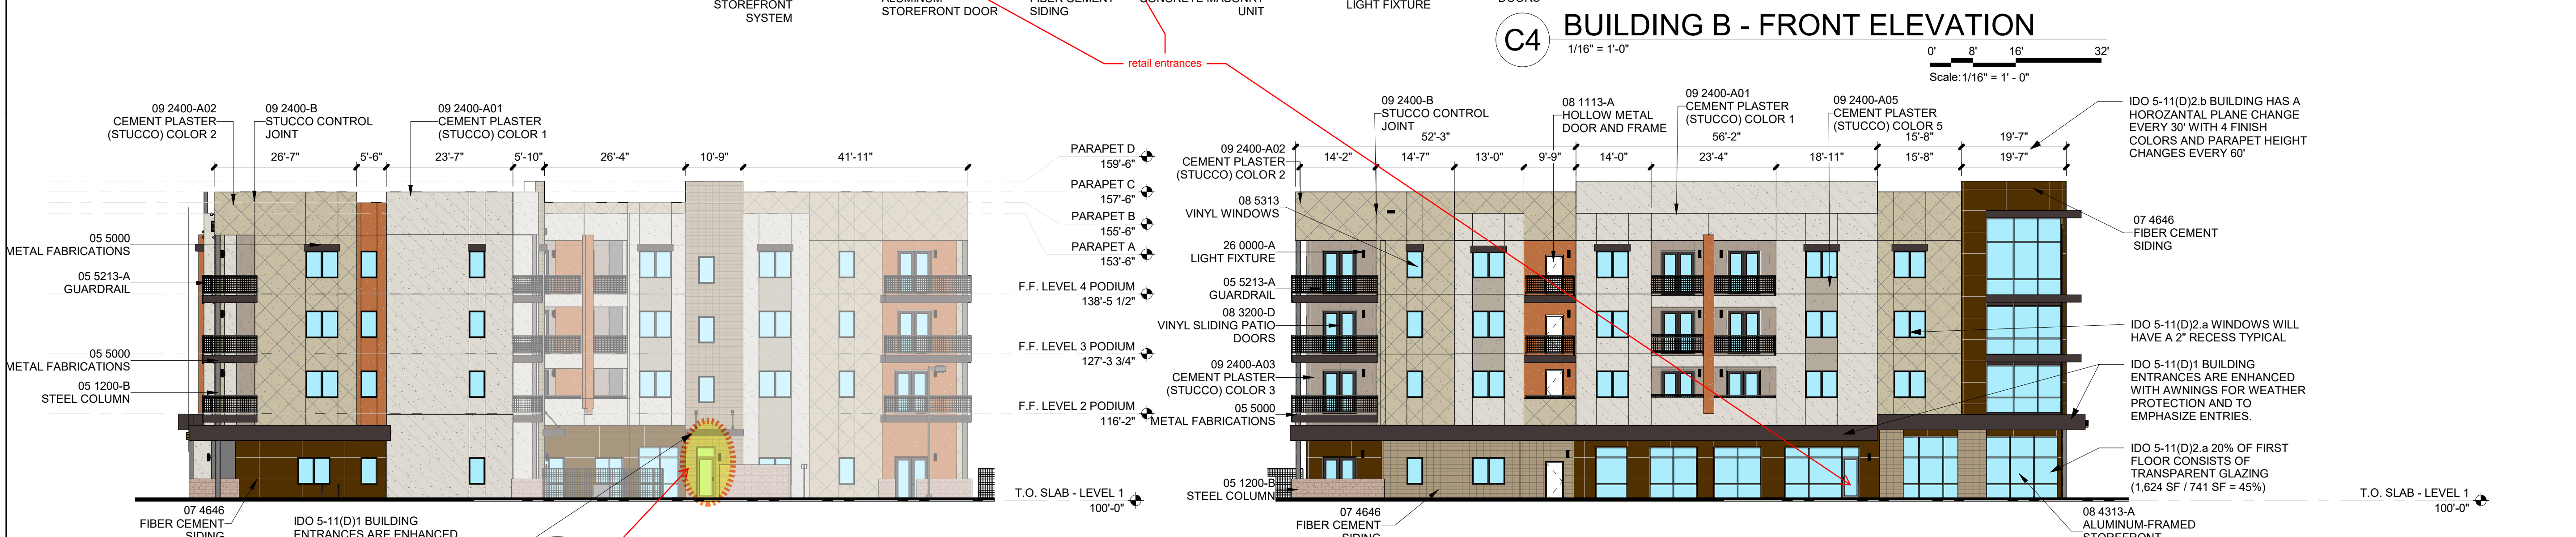 STOREFRONT
SYSTEM
STOREFRONT DOOR
SIDING
CONCRETE MASONRY
UNIT
LIGHT FIXTURE
DOORS
C4
BUILDING B - FRONT ELEVATION
1/16" = 1'-0"
0' 8' 16' 32'
Scale:1/16" = 1' - 0"
retail entrances
09 2400-A02
CEMENT PLASTER
(STUCCO) COLOR 2
09 2400-B
STUCCO CONTROL
JOINT
09 2400-A01
CEMENT PLASTER
(STUCCO) COLOR 1
26'-7" 5'-6" 23'-7" 5'-10" 26'-4" 10'-9" 41'-11"
05 5000
METAL FABRICATIONS
05 5213-A
GUARDRAIL
05 5000
METAL FABRICATIONS
05 1200-B
STEEL COLUMN
07 4646
FIBER CEMENT
SIDING
IDO 5-11(D)1 BUILDING
ENTRANCES ARE ENHANCED
PARAPET D
159'-6"
PARAPET C
157'-6"
PARAPET B
155'-6"
PARAPET A
153'-6"
F.F. LEVEL 4 PODIUM
138'-5 1/2"
F.F. LEVEL 3 PODIUM
127'-3 3/4"
F.F. LEVEL 2 PODIUM
116'-2"
T.O. SLAB - LEVEL 1
100'-0"
09 2400-B
STUCCO CONTROL
JOINT
08 1113-A
HOLLOW METAL
DOOR AND FRAME
09 2400-A01
CEMENT PLASTER
(STUCCO) COLOR 1
09 2400-A05
CEMENT PLASTER
(STUCCO) COLOR 5
52'-3" 56'-2" 15'-8" 19'-7"
14'-2" 14'-7" 13'-0" 9'-9" 14'-0" 23'-4" 18'-11" 15'-8" 19'-7"
09 2400-A02
CEMENT PLASTER
(STUCCO) COLOR 2
08 5313
VINYL WINDOWS
26 0000-A
LIGHT FIXTURE
05 5213-A
GUARDRAIL
08 3200-D
VINYL SLIDING PATIO
DOORS
09 2400-A03
CEMENT PLASTER
(STUCCO) COLOR 3
05 5000
METAL FABRICATIONS
05 1200-B
STEEL COLUMN
07 4646
FIBER CEMENT
SIDING
IDO 5-11(D)2.b BUILDING HAS A
HOROZANTAL PLANE CHANGE
EVERY 30' WITH 4 FINISH
COLORS AND PARAPET HEIGHT
CHANGES EVERY 60'
07 4646
FIBER CEMENT
SIDING
IDO 5-11(D)2.a WINDOWS WILL
HAVE A 2" RECESS TYPICAL
IDO 5-11(D)1 BUILDING
ENTRANCES ARE ENHANCED
WITH AWNINGS FOR WEATHER
PROTECTION AND TO
EMPHASIZE ENTRIES.
IDO 5-11(D)2.a 20% OF FIRST
FLOOR CONSISTS OF
TRANSPARENT GLAZING
(1,624 SF / 741 SF = 45%)
08 4313-A
ALUMINUM-FRAMED
STOREFRONT
T.O. SLAB - LEVEL 1
100'-0"